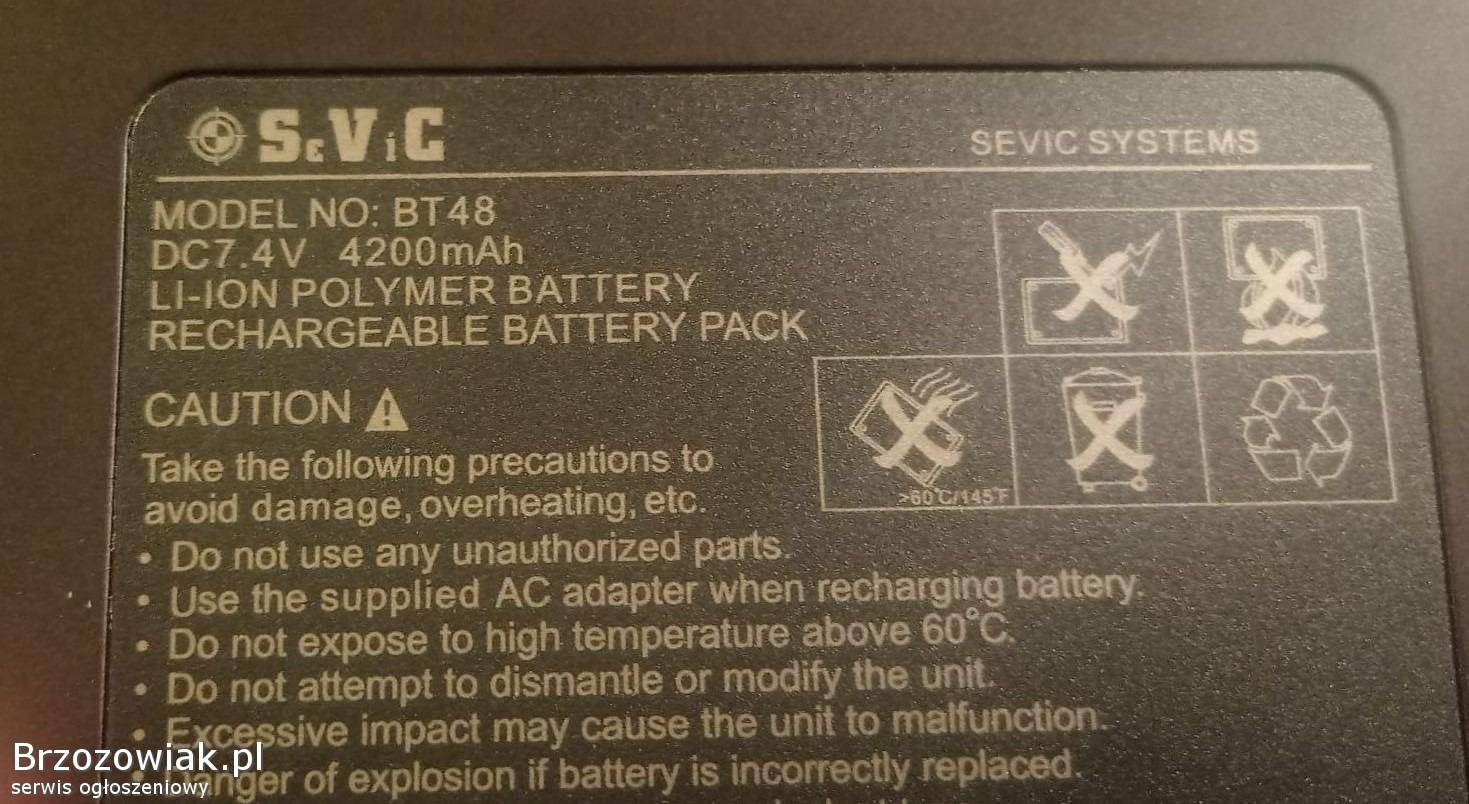 SEViC
SEVIC SYSTEMS
MODEL NO: BT48
DC7.4V 4200mAh
LI-ION POLYMER BATTERY
RECHARGEABLE BATTERY PACK
>60°C/145°F
CAUTION
Take the following precautions to
avoid damage, overheating, etc.
• Do not use any unauthorized parts.
• Use the supplied AC adapter when recharging battery.
• Do not expose to high temperature above 60°C.
• Do not attempt to dismantle or modify the unit.
• Excessive impact may cause the unit to malfunction.
• Danger of explosion if battery is incorrectly replaced.
Brzozowiak.pl
serwis ogłoszeniowy